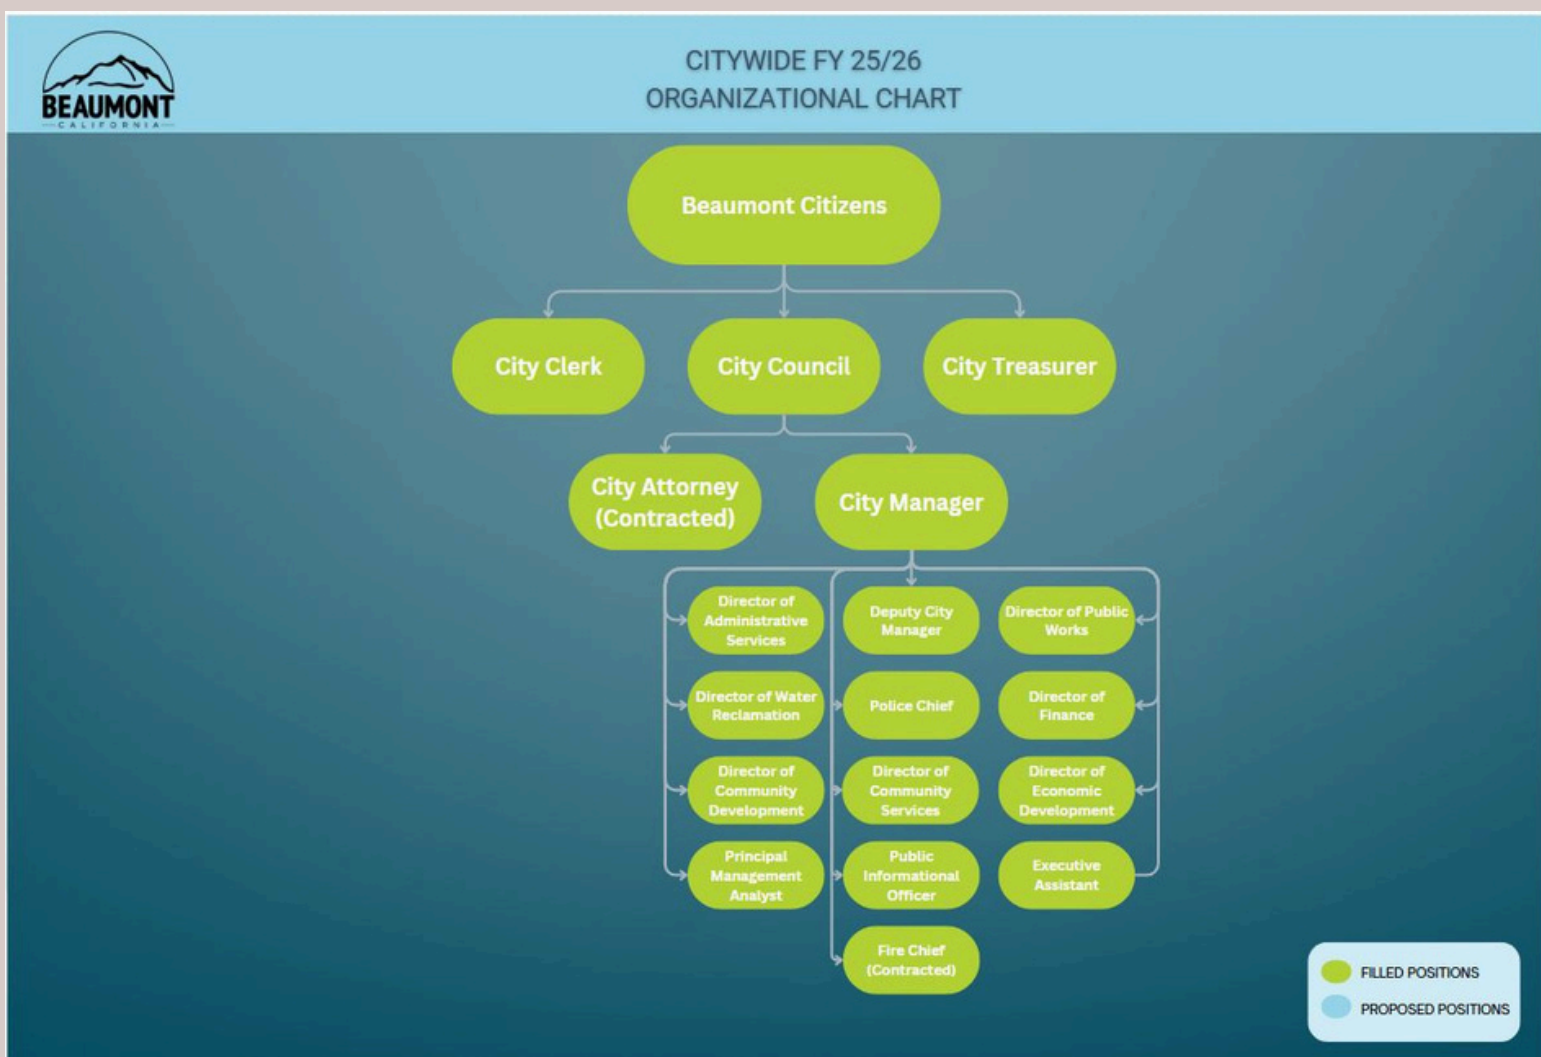 BEAUMONT
CALIFORNIA
CITYWIDE FY 25/26
ORGANIZATIONAL CHART
Beaumont Citizens
City Clerk
City Council
City Treasurer
City Attorney
(Contracted)
City Manager
Director of
Administrative
Services
Deputy City
Manager
Director of Public
Works
Director of Water
Reclamation
Police Chief
Director of
Finance
Director of
Community
Development
Director of
Community
Services
Director of
Economic
Development
Principal
Management
Analyst
Public
Informational
Officer
Executive
Assistant
Fire Chief
(Contracted)
FILLED POSITIONS
PROPOSED POSITIONS